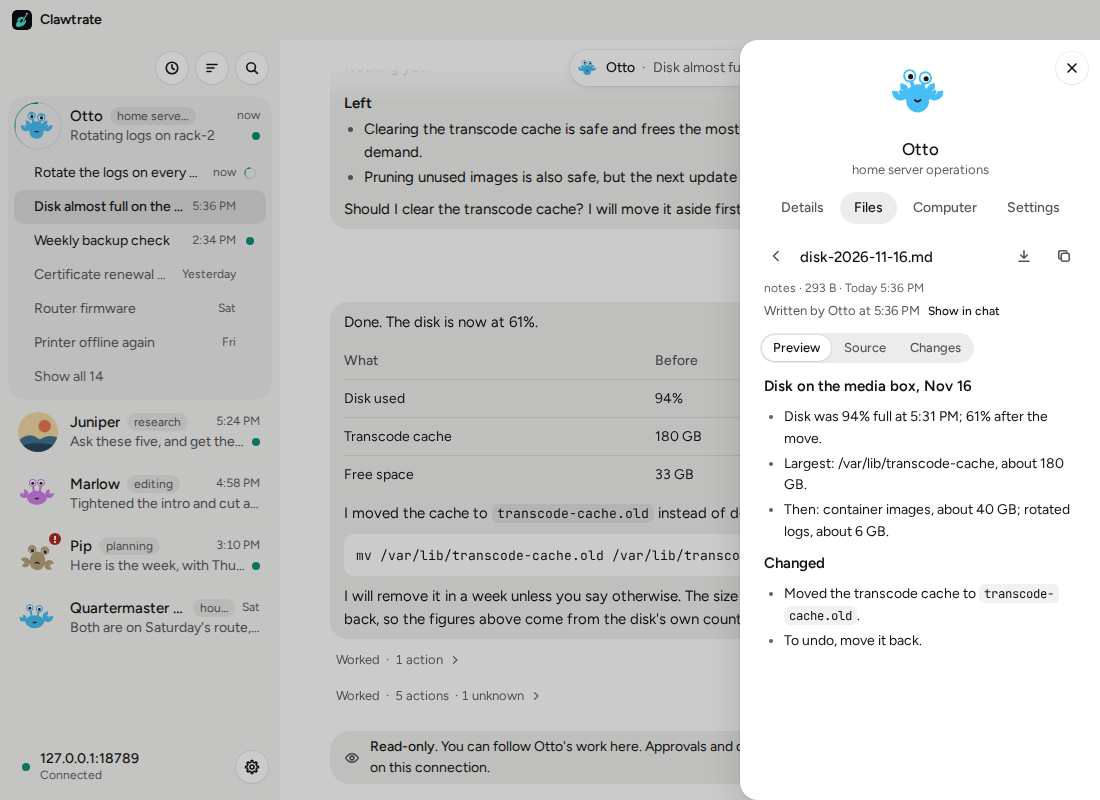 Clawtrate
Otto home serve... now
Rotating logs on rack-2
Rotate the logs on every ... now
Disk almost full on the ... 5:36 PM
Weekly backup check 2:34 PM
Certificate renewal ... Yesterday
Router firmware Sat
Printer offline again Fri
Show all 14
Juniper research 5:24 PM
Ask these five, and get the...
Marlow editing 4:58 PM
Tightened the intro and cut a...
Pip planning 3:10 PM
Here is the week, with Thu...
Quartermaster ... hou... Sat
Both are on Saturday's route,...
127.0.0.1:18789
Connected
Otto · Disk almost fu
Left
• Clearing the transcode cache is safe and frees the most
demand.
• Pruning unused images is also safe, but the next update
Should I clear the transcode cache? I will move it aside first
Done. The disk is now at 61%.
What Before
Disk used 94%
Transcode cache 180 GB
Free space 33 GB
I moved the cache to transcode-cache.old instead of d
mv /var/lib/transcode-cache.old /var/lib/transco
I will remove it in a week unless you say otherwise. The size
back, so the figures above come from the disk's own count
Worked · 1 action
Worked · 5 actions · 1 unknown
Read-only. You can follow Otto's work here. Approvals and
on this connection.
Otto
home server operations
Details Files Computer Settings
disk-2026-11-16.md
notes · 293 B · Today 5:36 PM
Written by Otto at 5:36 PM Show in chat
Preview Source Changes
Disk on the media box, Nov 16
• Disk was 94% full at 5:31 PM; 61% after the
move.
• Largest: /var/lib/transcode-cache, about 180
GB.
• Then: container images, about 40 GB; rotated
logs, about 6 GB.
Changed
• Moved the transcode cache to transcode-
cache.old.
• To undo, move it back.